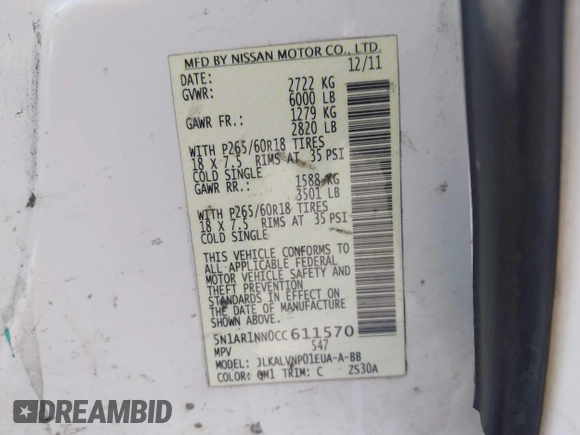 MFD BY NISSAN MOTOR CO., LTD.
DATE: 12/11
GVWR: 2722 KG
6000 LB
GAWR FR.: 1279 KG
2820 LB
WITH P265/60R18 TIRES
18 X 7.5 RIMS AT 35 PSI
COLD SINGLE
GAWR RR.: 1588 KG
3501 LB
WITH P265/60R18 TIRES
18 X 7.5 RIMS AT 35 PSI
COLD SINGLE
THIS VEHICLE CONFORMS TO
ALL APPLICABLE FEDERAL
MOTOR VEHICLE SAFETY AND
THEFT PREVENTION
STANDARDS IN EFFECT ON
THE DATE OF MANUFACTURE
SHOWN ABOVE.
5N1AR1NN0CC611570
MPV 547
MODEL: JLKALVNP01EUA-A-BB
COLOR: QM1 TRIM: C ZS30A
DREAMBID